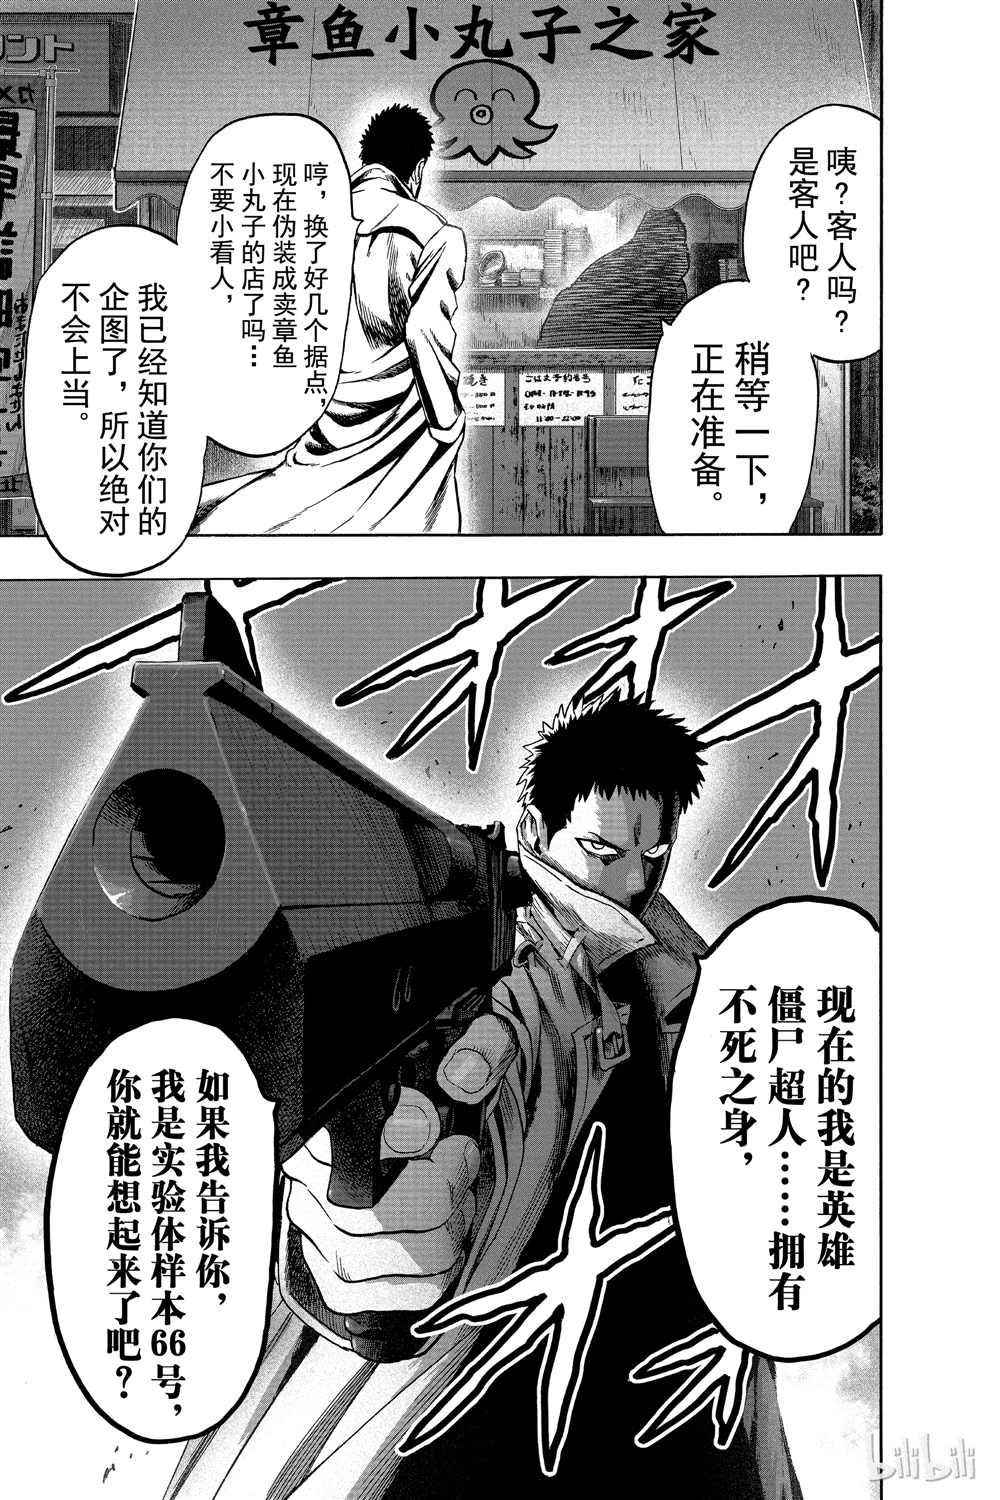 章鱼小丸子之家
咦？客人吗？
是客人吧？
稍等一下，
正在准备。
哼，换了好几个据点，
现在伪装成卖章鱼
小丸子的店了吗…
不要小看人，
我已经知道你们的
企图了，所以绝对
不会上当。
现在的我是英雄
僵尸超人……拥有
不死之身，
如果我告诉你，
我是实验体样本66号，
你就能想起来了吧？
bilibili